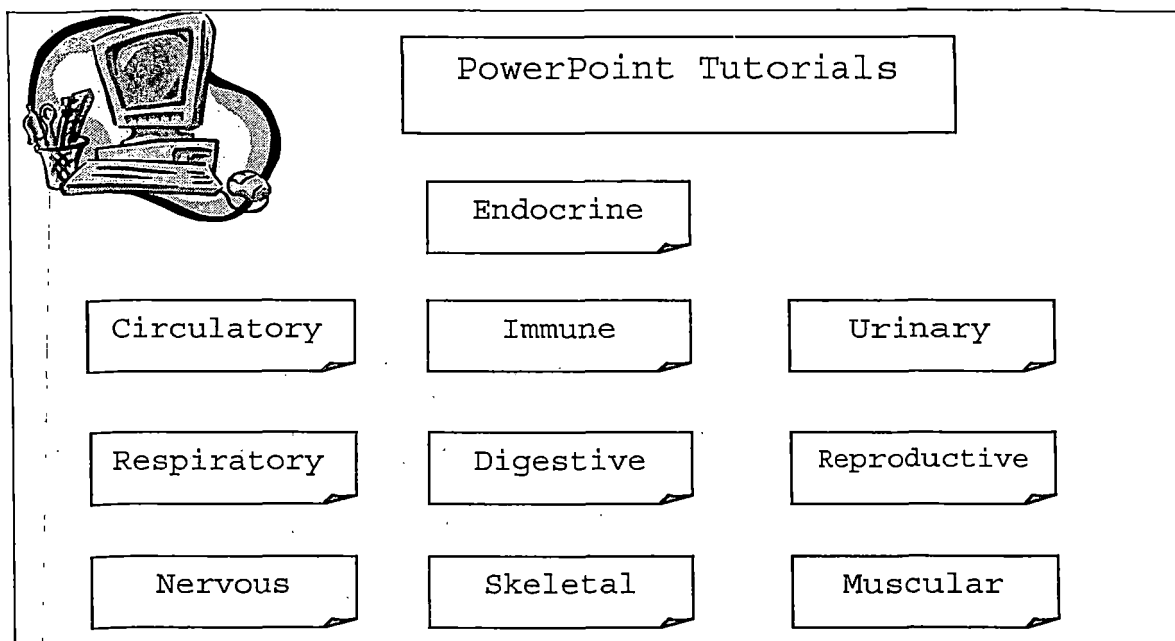 PowerPoint Tutorials
Endocrine
Circulatory Immune Urinary
Respiratory Digestive Reproductive
Nervous Skeletal Muscular